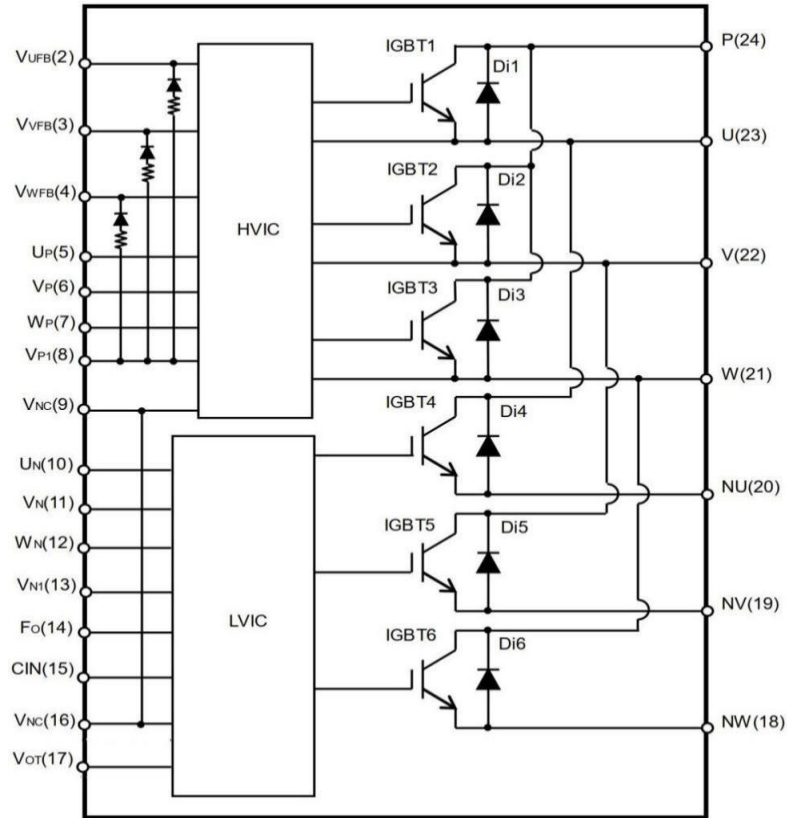 VUFB(2)
VVFB(3)
VWFB(4)
UP(5)
VP(6)
WP(7)
VP1(8)
VNC(9)
UN(10)
VN(11)
WN(12)
VN1(13)
FO(14)
CIN(15)
VNC(16)
VOT(17)
HVIC
LVIC
IGBT1
Di1
IGBT2
Di2
IGBT3
Di3
IGBT4
Di4
IGBT5
Di5
IGBT6
Di6
P(24)
U(23)
V(22)
W(21)
NU(20)
NV(19)
NW(18)